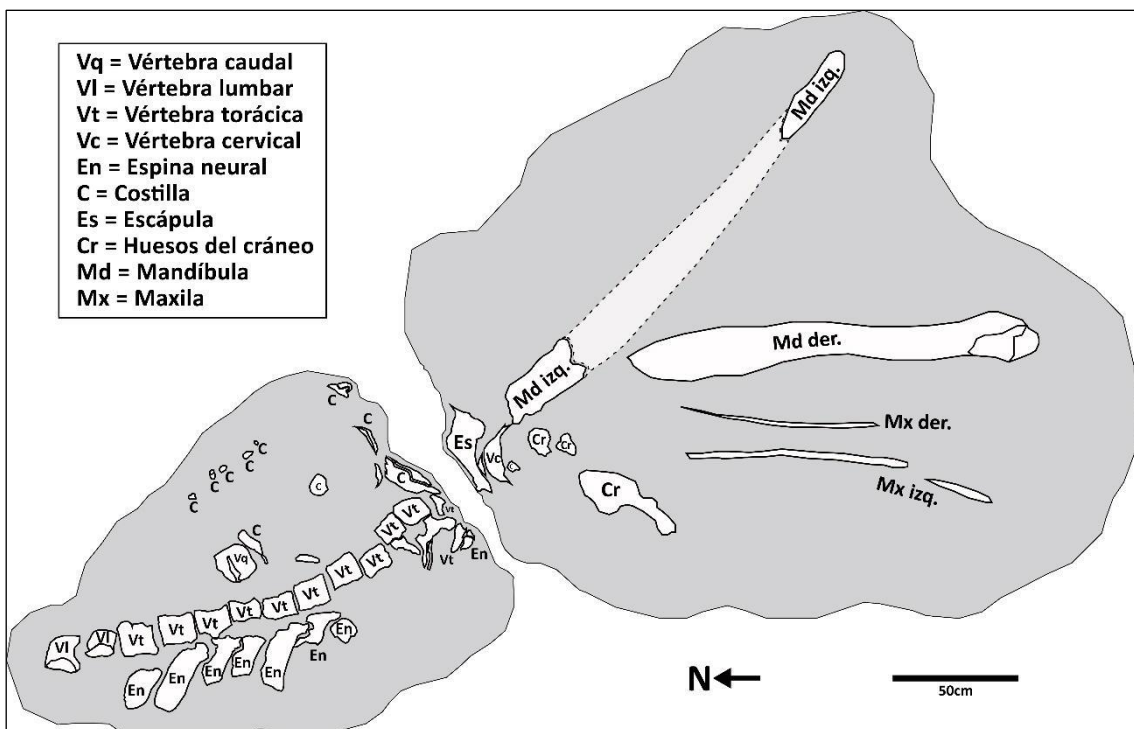 Vq = Vértebra caudal
Vl = Vértebra lumbar
Vt = Vértebra torácica
Vc = Vértebra cervical
En = Espina neural
C = Costilla
Es = Escápula
Cr = Huesos del cráneo
Md = Mandíbula
Mx = Maxila
Md izq.
Md der.
Md izq.
Mx der.
Mx izq.
Es
Vc
Cr
Cr
Cr
C
C
C
C
C
C
C
C
C
C
Vq
Vt
Vt
Vt
Vt
En
Vt
Vt
Vt
Vt
Vt
Vt
Vt
Vt
Vl
Vl
En
En
En
En
En
En
En
N
50cm